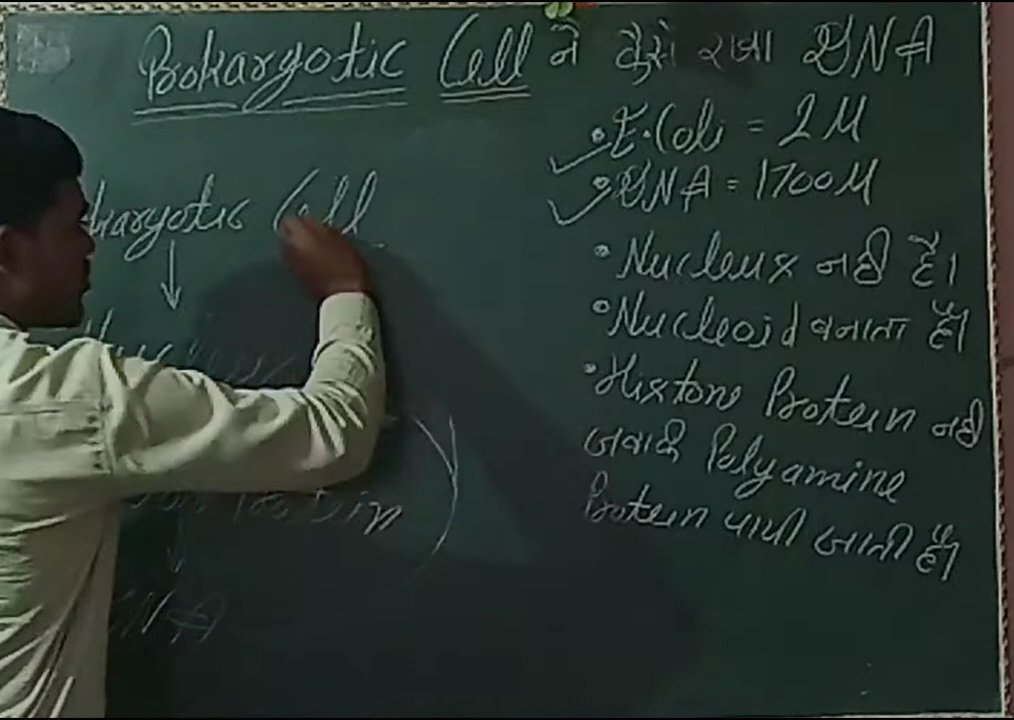 Prokaryotic Cell में कैसे रखा DNA
• E.Coli = 2M
• DNA = 1700M
• Nucleus नही है।
• Nucleoid बनाता है।
• Histone Protein नही
जबकि Polyamine
Protein पायी जाती है।
karyotic Cell
DNA